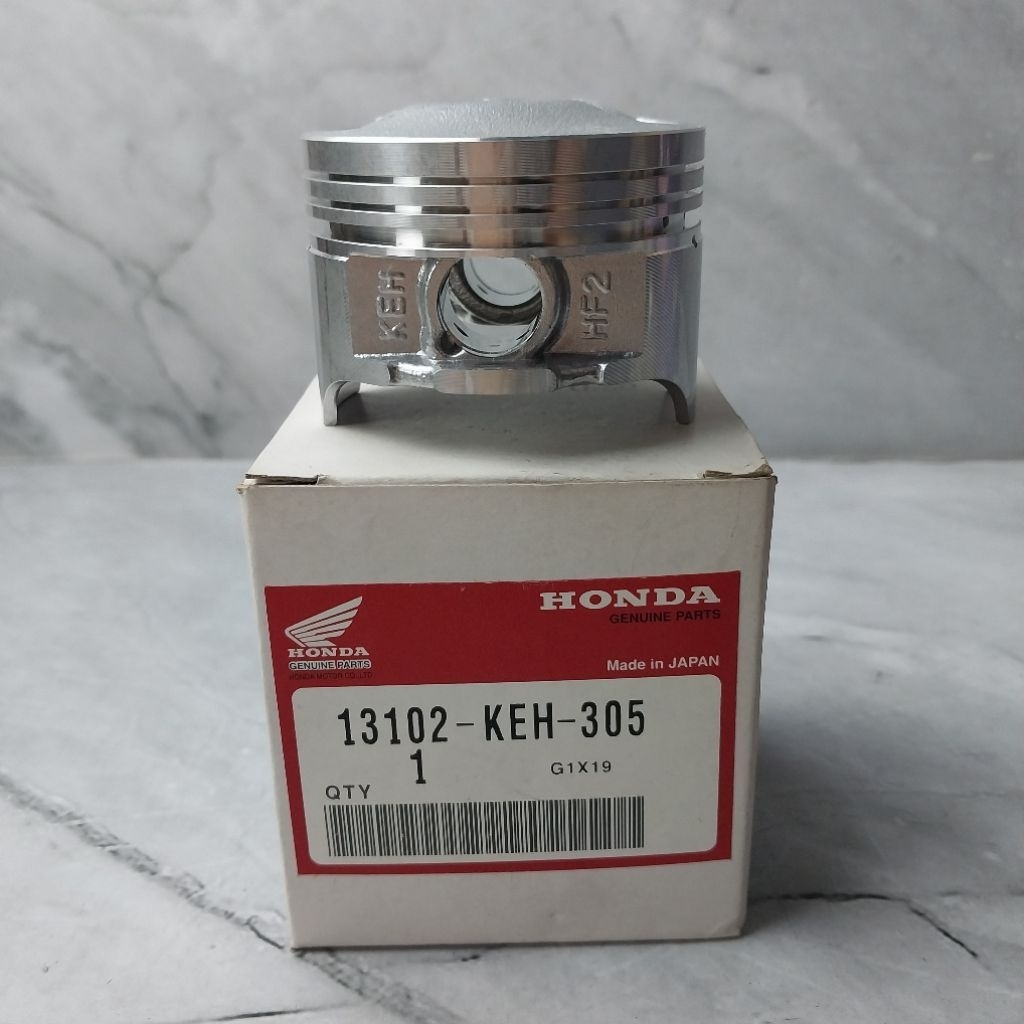 KEH
HF2
HONDA
GENUINE PARTS
HONDA
GENUINE PARTS
HONDA MOTOR CO.,LTD
Made in JAPAN
13102-KEH-305
1
G1X19
QTY